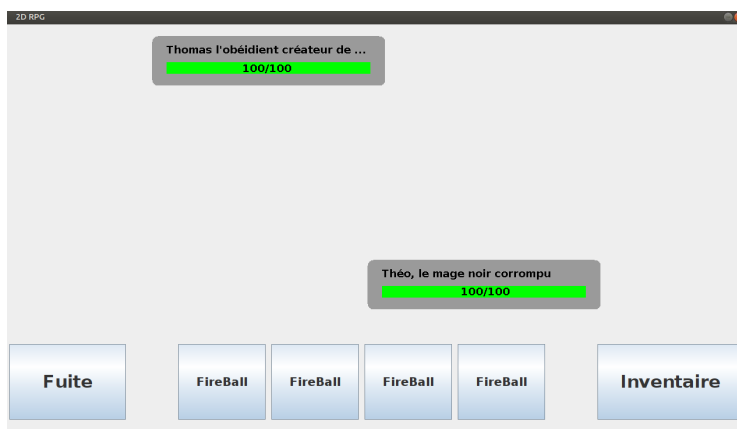 2D RPG
Thomas l'obéidient créateur de ...
100/100
Théo, le mage noir corrompu
100/100
Fuite
FireBall
FireBall
FireBall
FireBall
Inventaire